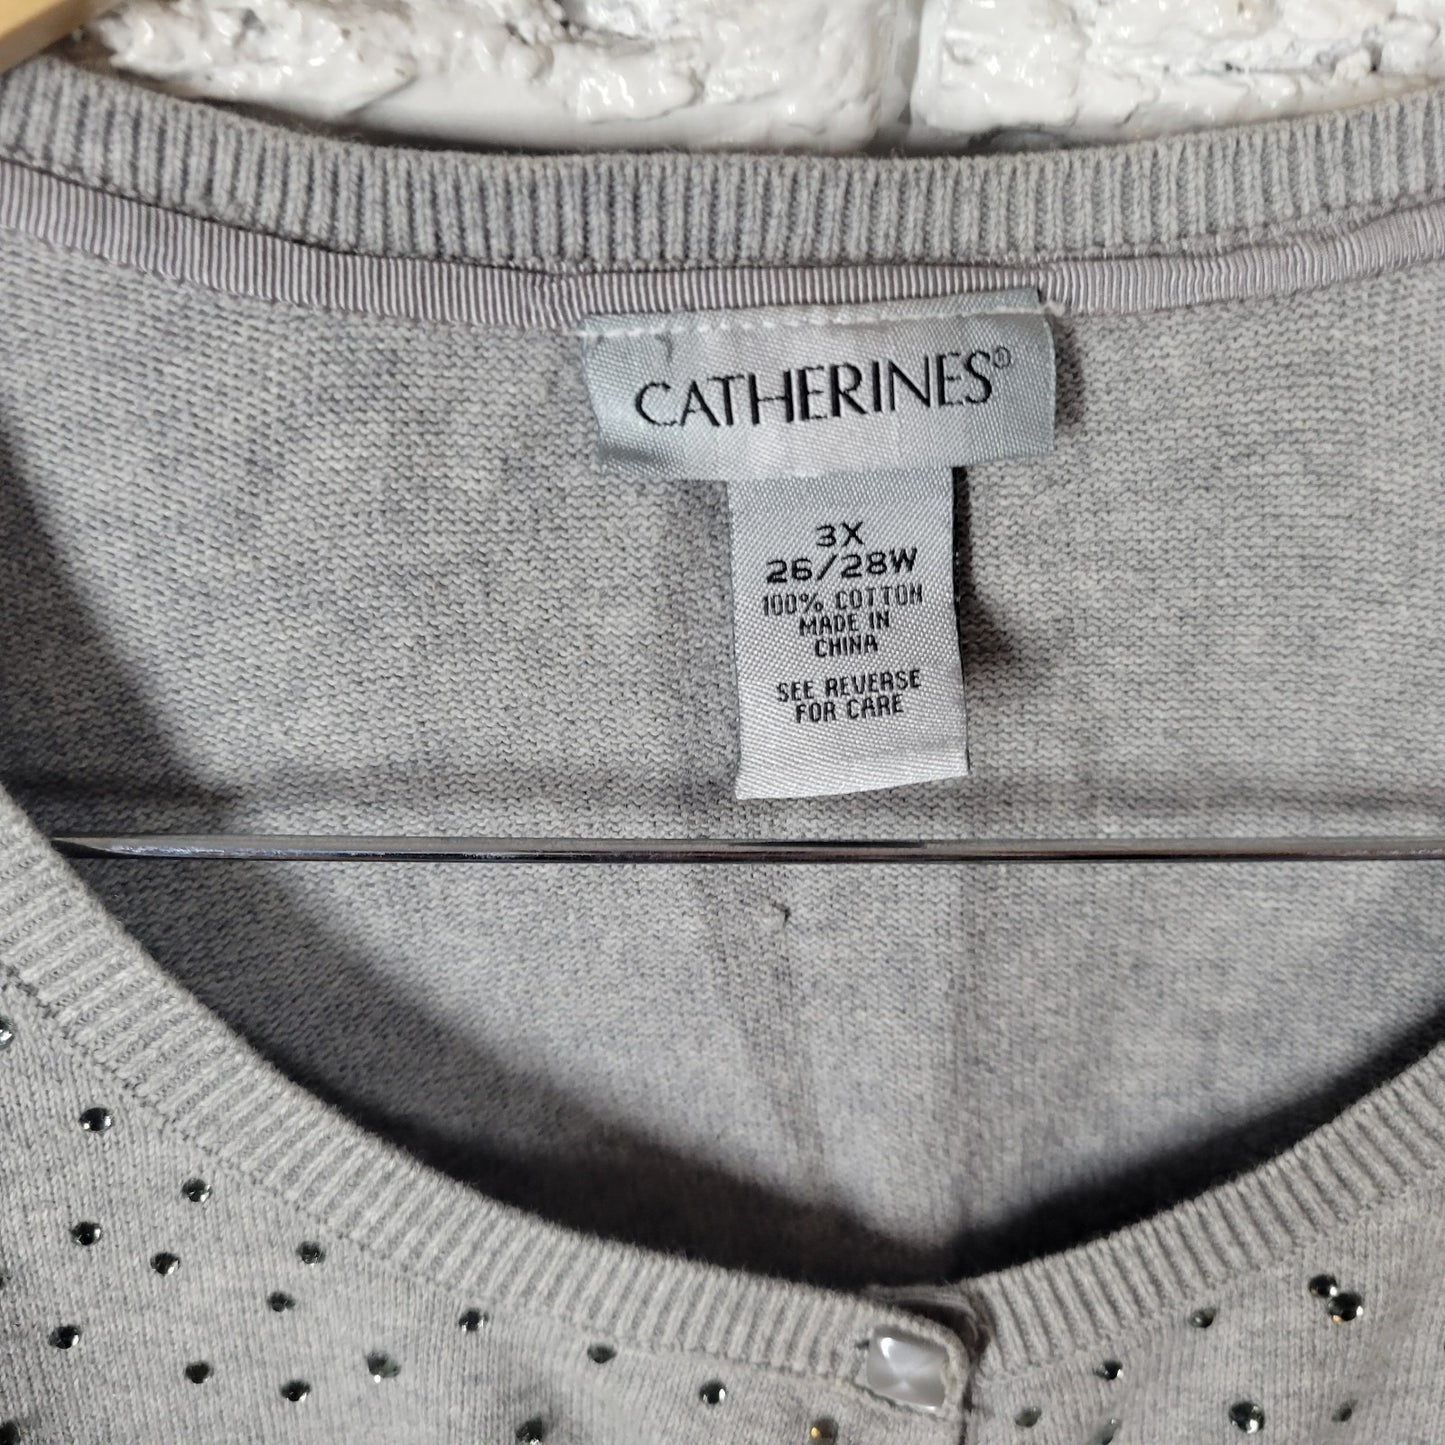 CATHERINES®
3X
26/28W
100% COTTON
MADE IN
CHINA
SEE REVERSE
FOR CARE